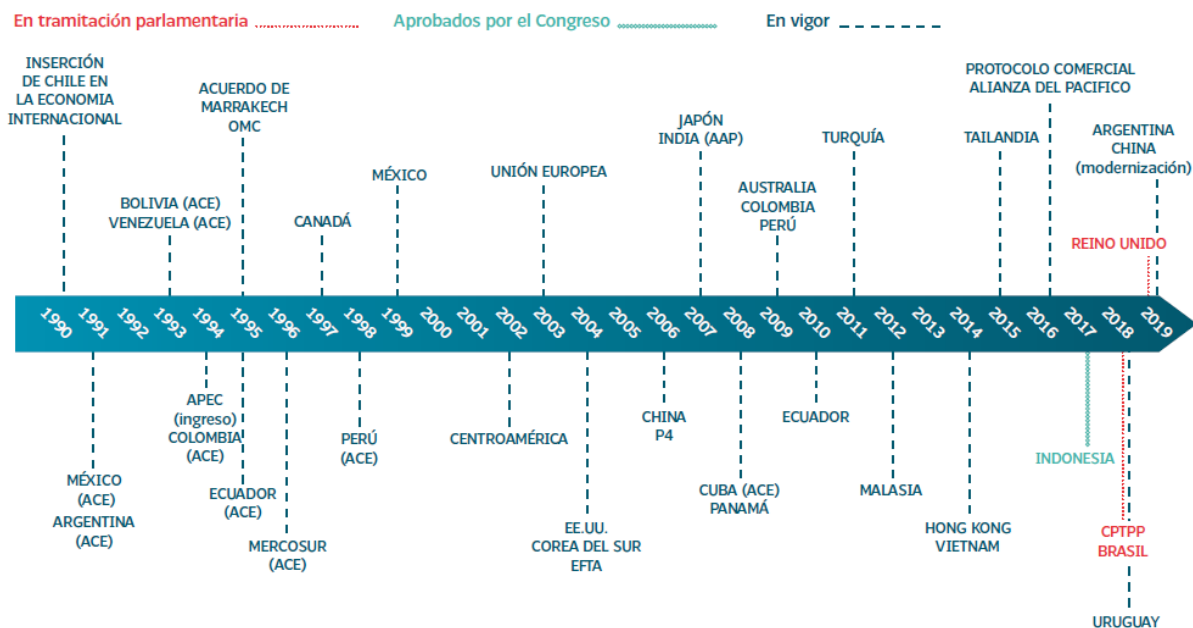 En tramitación parlamentaria
Aprobados por el Congreso
En vigor
INSERCIÓN
DE CHILE EN
LA ECONOMIA
INTERNACIONAL
BOLIVIA (ACE)
VENEZUELA (ACE)
ACUERDO DE
MARRAKECH
OMC
CANADÁ
MÉXICO
UNIÓN EUROPEA
JAPÓN
INDIA (AAP)
AUSTRALIA
COLOMBIA
PERÚ
TURQUÍA
TAILANDIA
PROTOCOLO COMERCIAL
ALIANZA DEL PACIFICO
ARGENTINA
CHINA
(modernización)
REINO UNIDO
1990
1991
1992
1993
1994
1995
1996
1997
1998
1999
2000
2001
2002
2003
2004
2005
2006
2007
2008
2009
2010
2011
2012
2013
2014
2015
2016
2017
2018
2019
MÉXICO
(ACE)
ARGENTINA
(ACE)
APEC
(ingreso)
COLOMBIA
(ACE)
ECUADOR
(ACE)
MERCOSUR
(ACE)
PERÚ
(ACE)
CENTROAMÉRICA
EE.UU.
COREA DEL SUR
EFTA
CHINA
P4
CUBA (ACE)
PANAMÁ
ECUADOR
MALASIA
HONG KONG
VIETNAM
INDONESIA
CPTPP
BRASIL
URUGUAY